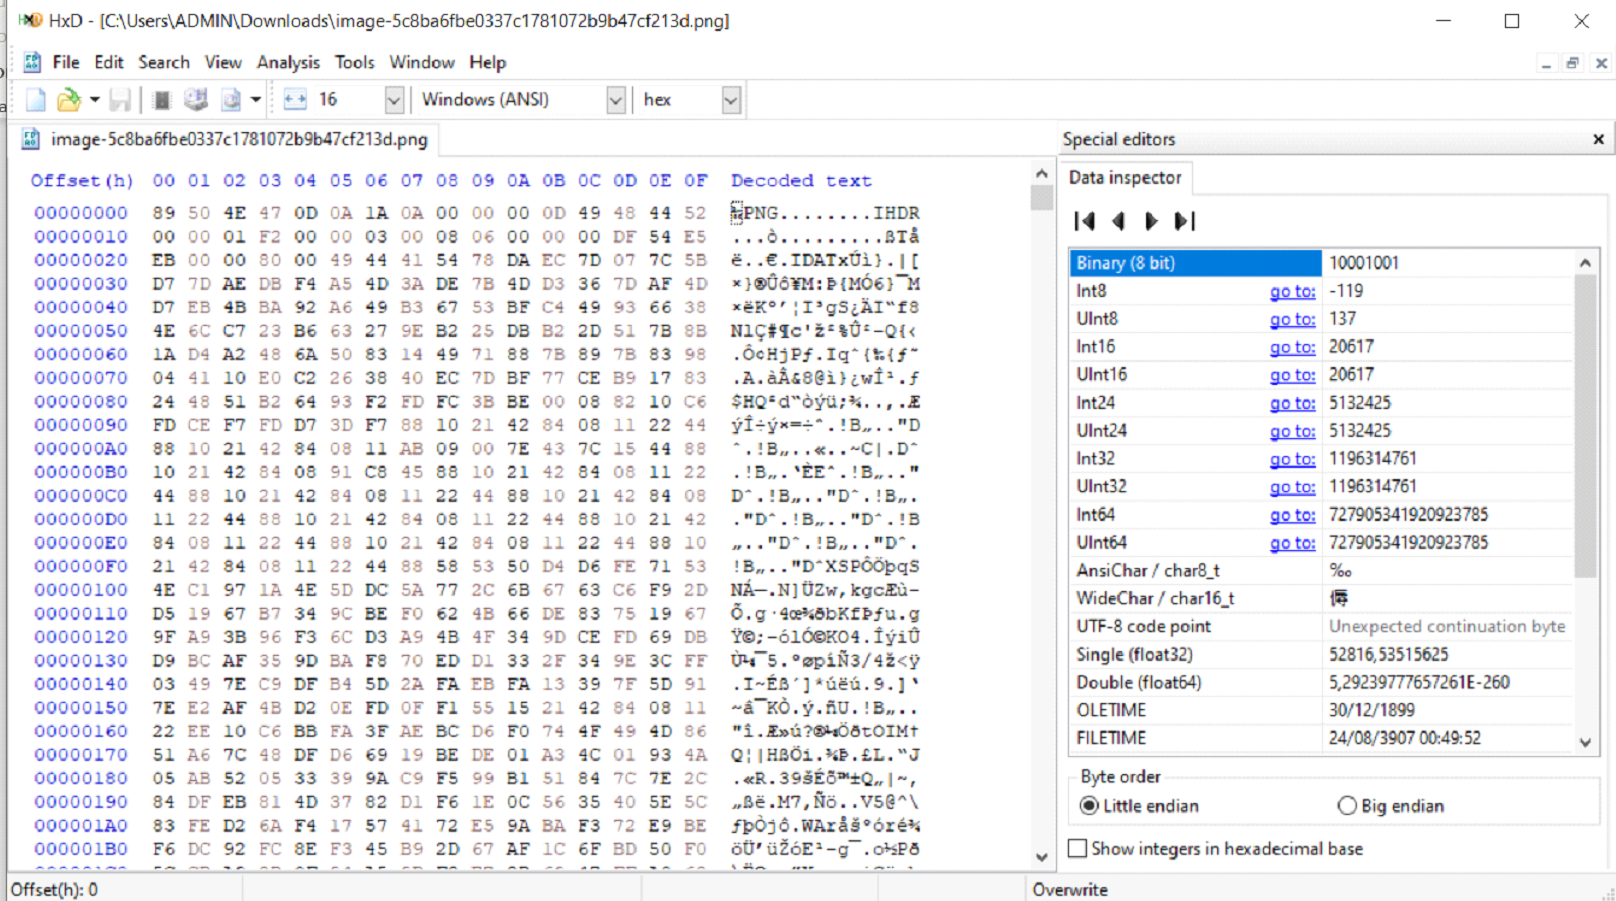 HxD - [C:\Users\ADMIN\Downloads\image-5c8ba6fbe0337c1781072b9b47cf213d.png]
File Edit Search View Analysis Tools Window Help
16 Windows (ANSI) hex
image-5c8ba6fbe0337c1781072b9b47cf213d.png
Offset(h) 00 01 02 03 04 05 06 07 08 09 0A 0B 0C 0D 0E 0F Decoded text
00000000 89 50 4E 47 0D 0A 1A 0A 00 00 00 0D 49 48 44 52 ‰PNG........IHDR
00000010 00 00 01 F2 00 00 03 00 08 06 00 00 00 DF 54 E5 ...ò.........ßTå
00000020 EB 00 00 80 00 49 44 41 54 78 DA EC 7D 07 7C 5B ë..€.IDATxÚì}.|[
00000030 D7 7D AE DB F4 A5 4D 3A DE 7B 4D D3 36 7D AF 4D ×}®Ûô¥M:Þ{MÓ6}¯M
00000040 D7 EB 4B BA 92 A6 49 B3 67 53 BF C4 49 93 66 38 ×ëKº’¦I³gS¿ÄI“f8
00000050 4E 6C C7 23 B6 63 27 9E B2 25 DB B2 2D 51 7B 8B NlÇ#¶c'ž²%Û²-Q{‹
00000060 1A D4 A2 48 6A 50 83 14 49 71 88 7B 89 7B 83 98 .Ô¢HjPƒ.Iqˆ{‰{ƒ˜
00000070 04 41 10 E0 C2 26 38 40 EC 7D BF 77 CE B9 17 83 .A.àÂ&8@ì}¿wÎ¹.ƒ
00000080 24 48 51 B2 64 93 F2 FD FC 3B BE 00 08 82 10 C6 $HQ²d“òýü;¾..‚.Æ
00000090 FD CE F7 FD D7 3D F7 88 10 21 42 84 08 11 22 44 ýÎ÷ý×=÷ˆ.!B„.."D
000000A0 88 10 21 42 84 08 11 AB 09 00 7E 43 7C 15 44 88 ˆ.!B„..«..~C|.Dˆ
000000B0 10 21 42 84 08 91 C8 45 88 10 21 42 84 08 11 22 .!B„.‘ÈEˆ.!B„.."
000000C0 44 88 10 21 42 84 08 11 22 44 88 10 21 42 84 08 Dˆ.!B„.."Dˆ.!B„.
000000D0 11 22 44 88 10 21 42 84 08 11 22 44 88 10 21 42 ."Dˆ.!B„.."Dˆ.!B
000000E0 84 08 11 22 44 88 10 21 42 84 08 11 22 44 88 10 „.."Dˆ.!B„.."Dˆ.
000000F0 21 42 84 08 11 22 44 88 58 53 50 D4 D6 FE 71 53 !B„.."DˆXSPÔÖþqS
00000100 4E C1 97 1A 4E 5D DC 5A 77 2C 6B 67 63 C6 F9 2D NÁ—.N]ÜZw,kgcÆù-
00000110 D5 19 67 B7 34 9C BE F0 62 4B 66 DE 83 75 19 67 Õ.g·4œ¾ðbKfÞƒu.g
00000120 9F A9 3B 96 F3 6C D3 A9 4B 4F 34 9D CE FD 69 DB Ÿ©;–ólÓ©KO4.ÎýiÛ
00000130 D9 BC AF 35 9D BA F8 70 ED D1 33 2F 34 9E 3C FF Ù¼¯5.ºøpíÑ3/4ž<ÿ
00000140 03 49 7E C9 DF B4 5D 2A FA EB FA 13 39 7F 5D 91 .I~Éß´]*úëú.9.]‘
00000150 7E E2 AF 4B D2 0E FD 0F F1 55 15 21 42 84 08 11 ~â¯KÒ.ý.ñU.!B„..
00000160 22 EE 10 C6 BB FA 3F AE BC D6 F0 74 4F 49 4D 86 "î.Æ»ú?®¼ÖðtOIM†
00000170 51 A6 7C 48 DF D6 69 19 BE DE 01 A3 4C 01 93 4A Q¦|HßÖi.¾Þ.£L.“J
00000180 05 AB 52 05 33 39 9A C9 F5 99 B1 51 84 7C 7E 2C .«R.39šÉõ™±Q„|~,
00000190 84 DF EB 81 4D 37 82 D1 F6 1E 0C 56 35 40 5E 5C „ßë.M7‚Ñö..V5@^\
000001A0 83 FE D2 6A F4 17 57 41 72 E5 9A BA F3 72 E9 BE ƒþÒjô.WAråšºóré¾
000001B0 F6 DC 92 FC 8E F3 45 B9 2D 67 AF 1C 6F BD 50 F0 öÜ’üŽóE¹-g¯.o½Pð
Offset(h): 0 Overwrite
Special editors
Data inspector
Binary (8 bit) 10001001
Int8 go to: -119
UInt8 go to: 137
Int16 go to: 20617
UInt16 go to: 20617
Int24 go to: 5132425
UInt24 go to: 5132425
Int32 go to: 1196314761
UInt32 go to: 1196314761
Int64 go to: 727905341920923785
UInt64 go to: 727905341920923785
AnsiChar / char8_t ‰
WideChar / char16_t 傉
UTF-8 code point Unexpected continuation byte
Single (float32) 52816,53515625
Double (float64) 5,29239777657261E-260
OLETIME 30/12/1899
FILETIME 24/08/3907 00:49:52
Byte order
Little endian Big endian
Show integers in hexadecimal base